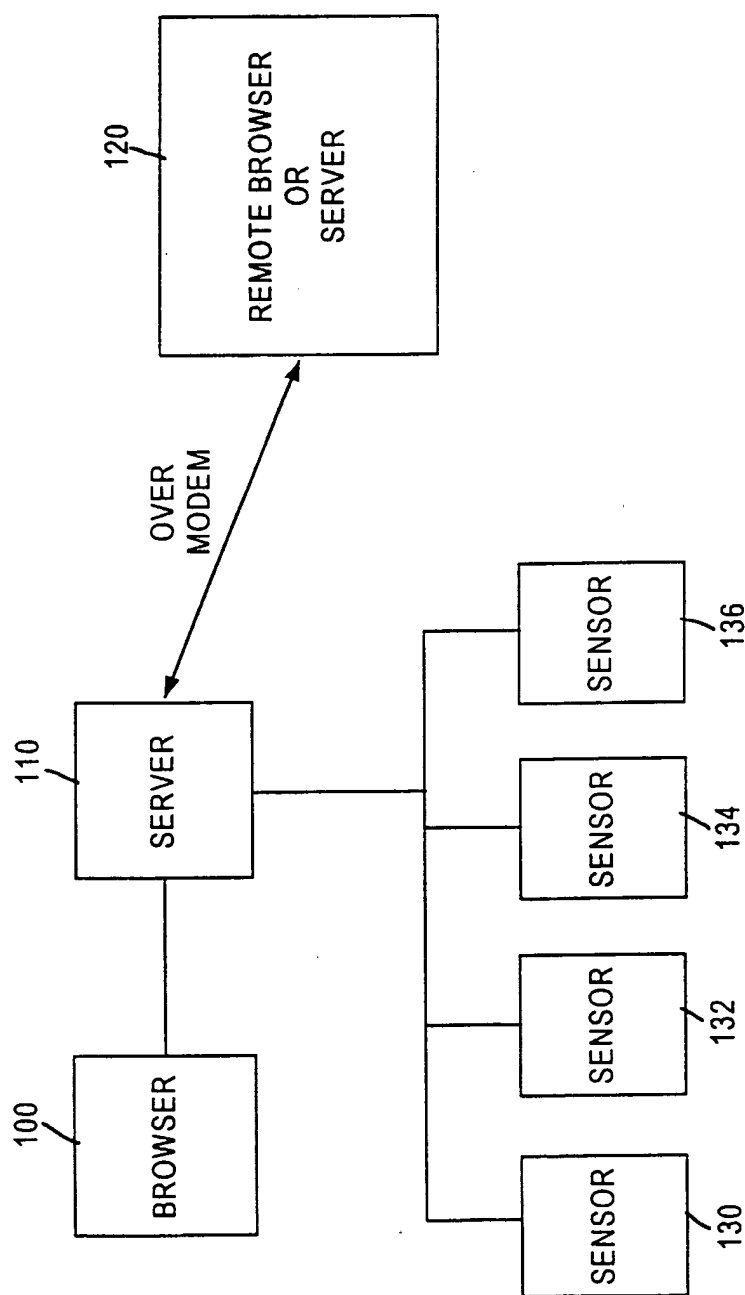 100
BROWSER
110
SERVER
OVER
MODEM
120
REMOTE BROWSER
OR
SERVER
SENSOR
130
SENSOR
132
SENSOR
134
SENSOR
136